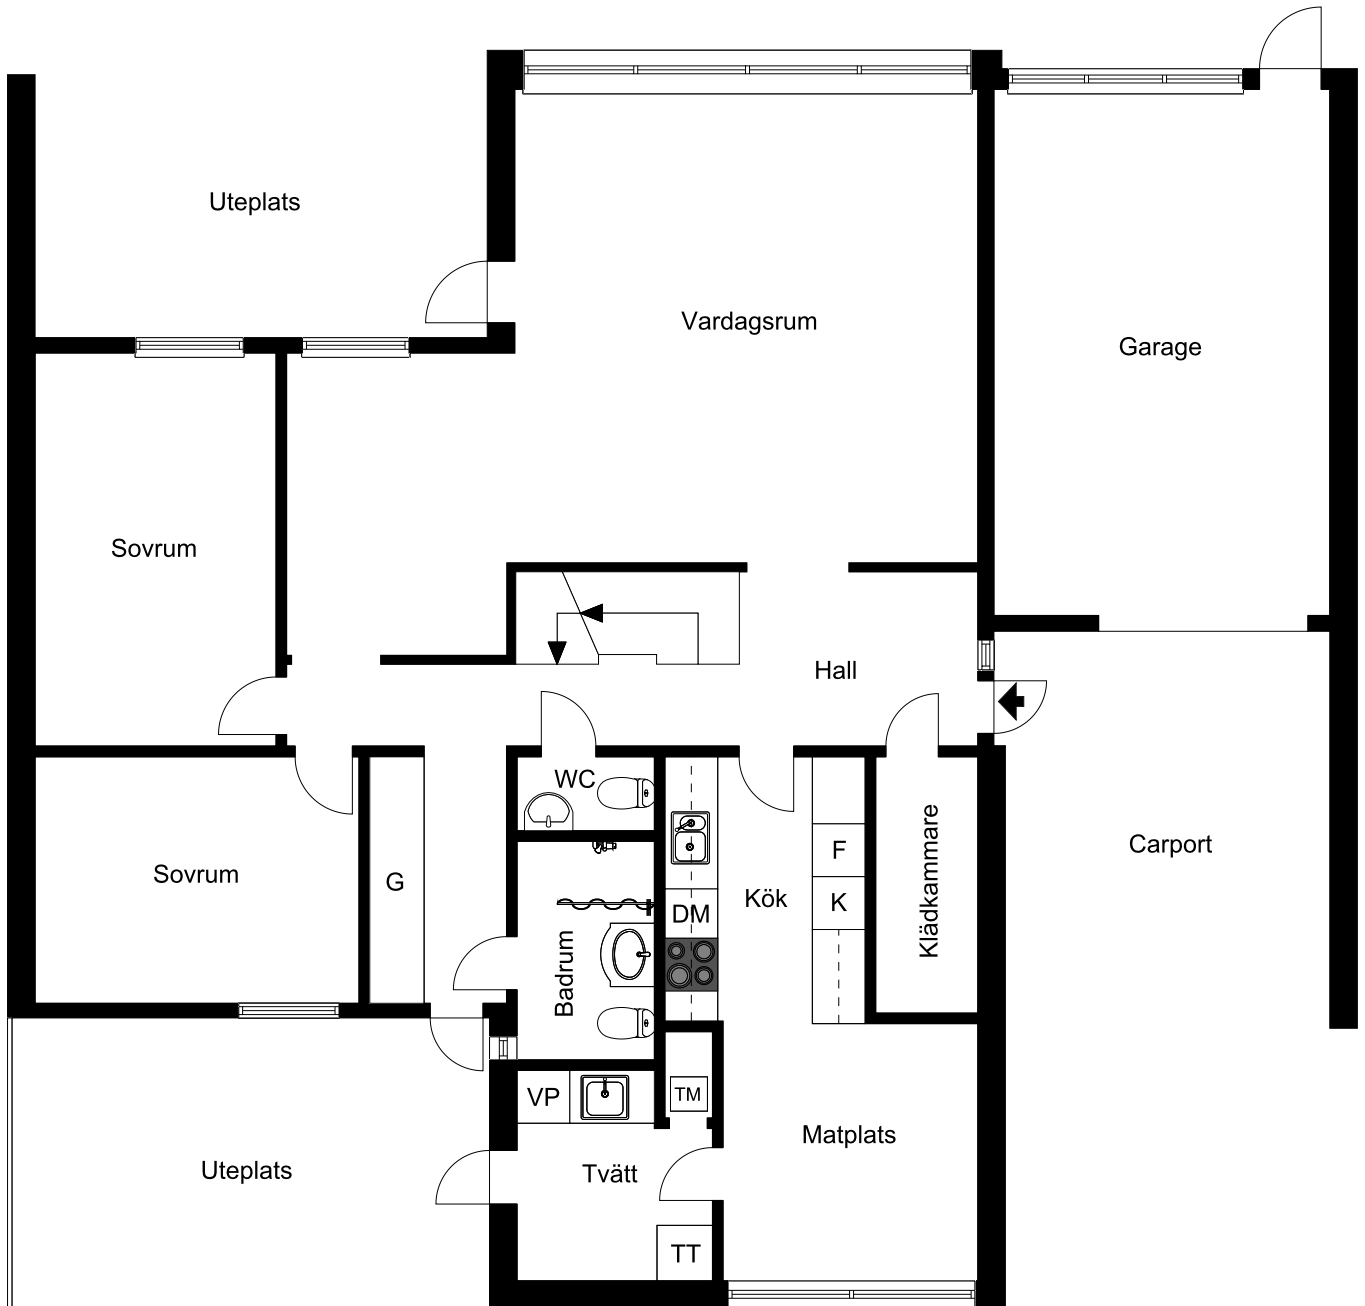 Uteplats
Vardagsrum
Garage
Sovrum
Hall
WC
Sovrum
G
F
K
Kök
DM
Klädkammare
Carport
Badrum
VP
TM
Matplats
Uteplats
Tvätt
TT